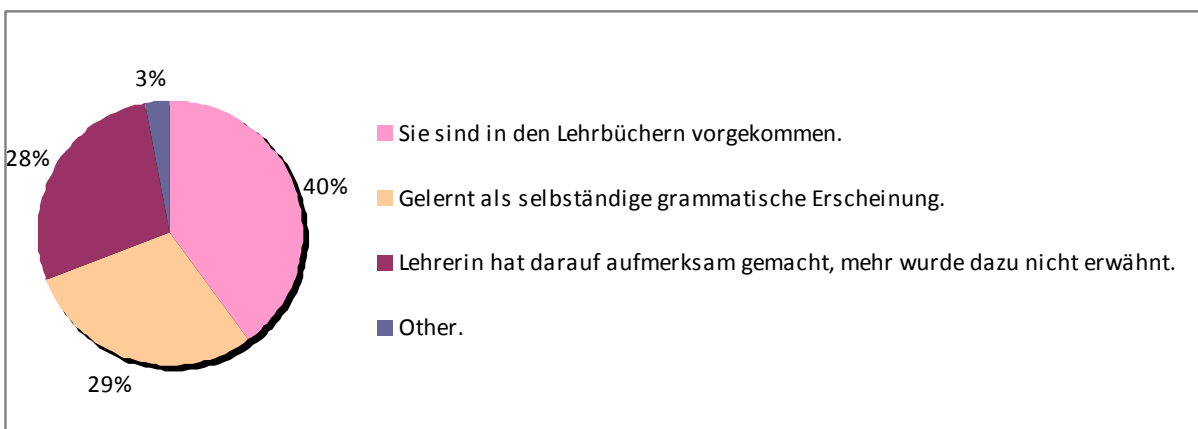 3%
28%
40%
29%
Sie sind in den Lehrbüchern vorgekommen.
Gelernt als selbständige grammatische Erscheinung.
Lehrerin hat darauf aufmerksam gemacht, mehr wurde dazu nicht erwähnt.
Other.